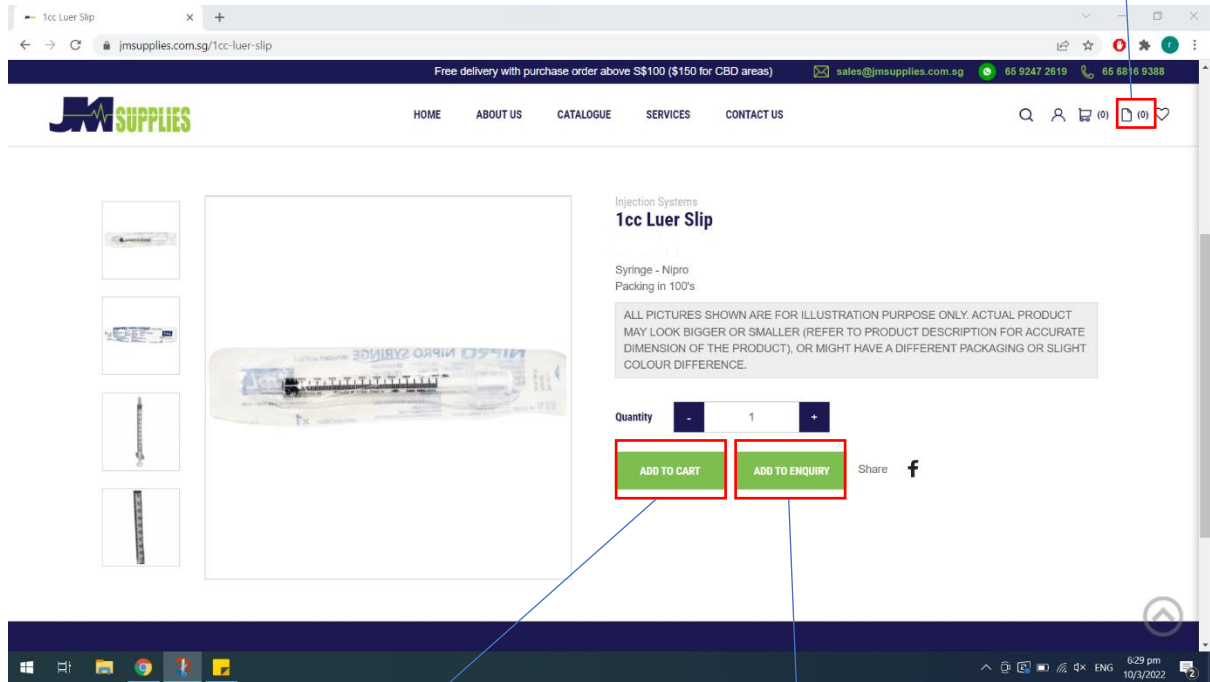 1cc Luer Slip
jmsupplies.com.sg/1cc-luer-slip
Free delivery with purchase order above S$100 ($150 for CBD areas) sales@jmsupplies.com.sg 65 9247 2619 65 6816 9388
JM SUPPLIES HOME ABOUT US CATALOGUE SERVICES CONTACT US (0) (0)
Injection Systems
1cc Luer Slip
Syringe - Nipro
Packing in 100's
ALL PICTURES SHOWN ARE FOR ILLUSTRATION PURPOSE ONLY. ACTUAL PRODUCT
MAY LOOK BIGGER OR SMALLER (REFER TO PRODUCT DESCRIPTION FOR ACCURATE
DIMENSION OF THE PRODUCT), OR MIGHT HAVE A DIFFERENT PACKAGING OR SLIGHT
COLOUR DIFFERENCE.
NIPRO SYRINGE
x1
Quantity - 1 +
ADD TO CART ADD TO ENQUIRY Share f
ENG 6:29 pm
10/3/2022 2